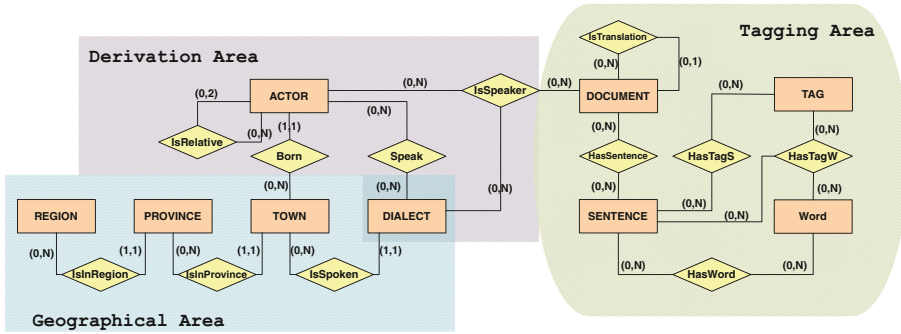 Tagging Area
IsTranslation
Derivation Area
(0,N)
(0,1)
(0,N)
IsSpeaker
(0,N)
(0,2)
ACTOR
DOCUMENT
(0,N)
TAG
(0,N)
IsRelative
(0,N)
(1,1)
(0,N)
(0,N)
Born
Speak
HasSentence
HasTagS
HasTagW
(0,N)
(0,N)
(0,N)
(0,N)
(0,N)
REGION
PROVINCE
TOWN
DIALECT
SENTENCE
(0,N)
(0,N)
Word
(0,N)
(1,1)
(0,N)
(1,1)
(0,N)
(1,1)
IsInRegion
IsInProvince
IsSpoken
(0,N)
HasWord
(0,N)
Geographical Area